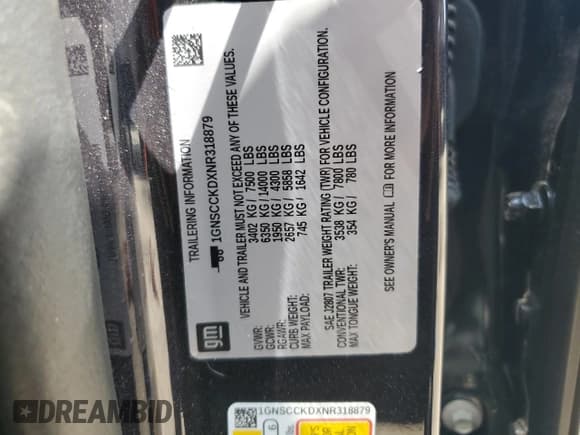 TRAILERING INFORMATION
1GNSCCKDXNR318879
VEHICLE AND TRAILER MUST NOT EXCEED ANY OF THESE VALUES.
GVWR: 3402 KG / 7500 LBS
GCWR: 6350 KG / 14000 LBS
RGAWR: 1950 KG / 4300 LBS
CURB WEIGHT: 2657 KG / 5858 LBS
MAX PAYLOAD: 745 KG / 1642 LBS
SAE J2807 TRAILER WEIGHT RATING (TWR) FOR VEHICLE CONFIGURATION.
CONVENTIONAL TWR: 3538 KG / 7800 LBS
MAX TONGUE WEIGHT: 354 KG / 780 LBS
SEE OWNER'S MANUAL FOR MORE INFORMATION
gm
1GNSCCKDXNR318879
DREAMBID